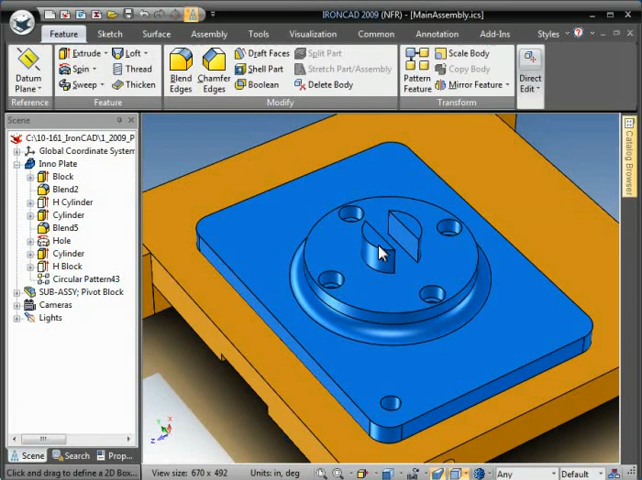 IRONCAD 2009 (NFR) - [MainAssembly.ics]
Feature Sketch Surface Assembly Tools Visualization Common Annotation Add-Ins Styles
Datum Plane
Extrude Loft
Spin Thread
Sweep Thicken
Blend Edges
Chamfer Edges
Draft Faces Split Part
Shell Part Stretch Part/Assembly
Boolean Delete Body
Pattern Feature
Scale Body
Copy Body
Mirror Feature
Direct Edit
Reference Feature Modify Transform
Scene
C:\10-161_IronCAD\1_2009_P
Global Coordinate System
Inno Plate
Block
Blend2
H Cylinder
Cylinder
Blend5
Hole
Cylinder
H Block
Circular Pattern43
SUB-ASSY; Pivot Block
Cameras
Lights
Catalog Browser
Scene Search Prop...
Click and drag to define a 2D Box... View size: 670 x 492 Units: in, deg Any Default